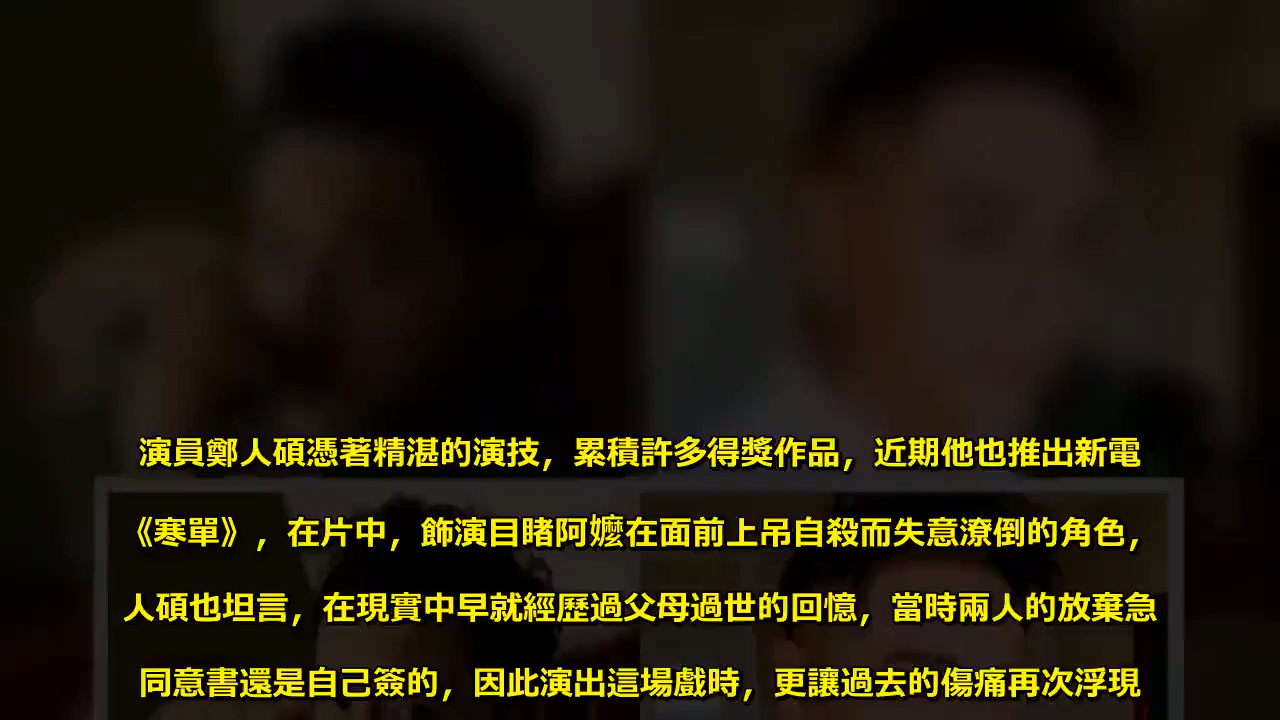 演員鄭人碩憑著精湛的演技，累積許多得獎作品，近期他也推出新電
《寒單》，在片中，飾演目睹阿嬤在面前上吊自殺而失意潦倒的角色，
人碩也坦言，在現實中早就經歷過父母過世的回憶，當時兩人的放棄急
同意書還是自己簽的，因此演出這場戲時，更讓過去的傷痛再次浮現